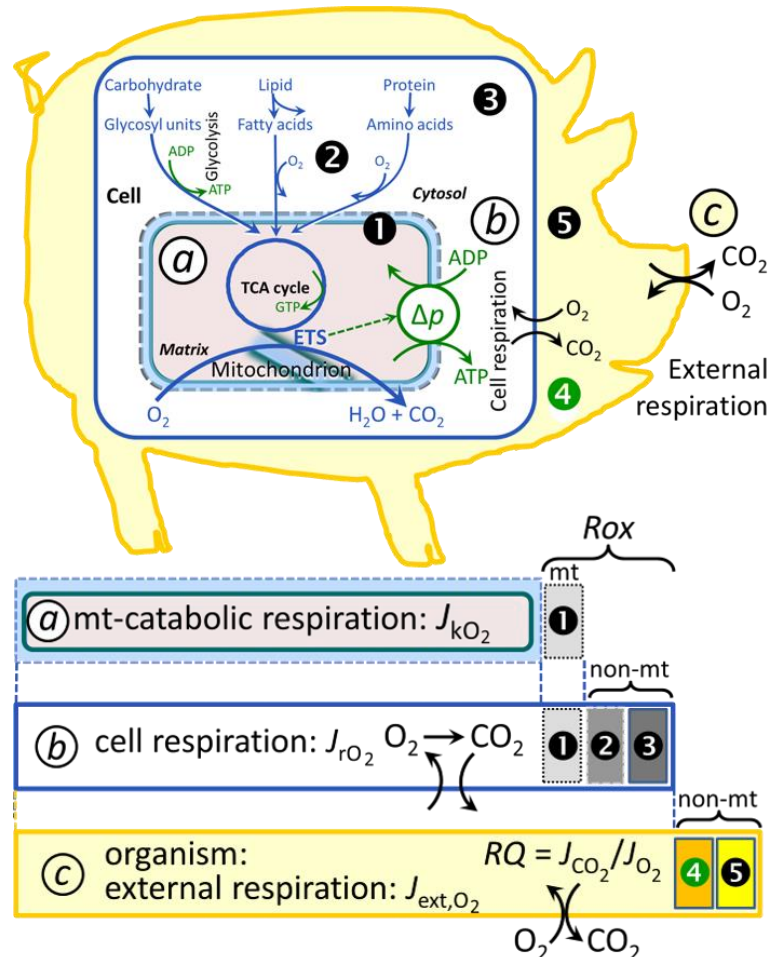 Carbohydrate Lipid Protein
❸
Glycosyl units Fatty acids Amino acids
Glycolysis
ADP
ATP
O₂
❷
O₂
Cell
Cytosol
❶
a
b
❺
c
CO₂
O₂
ADP
TCA cycle
GTP
Δp
ETS
Matrix
Mitochondrion
ATP
Cell respiration
O₂
CO₂
External
respiration
❹
O₂
H₂O + CO₂
Rox
mt
a mt-catabolic respiration: JkO₂ ❶
non-mt
b cell respiration: JrO₂ O₂ → CO₂ ❶ ❷ ❸
non-mt
organism: RQ = JCO₂/JO₂
c external respiration: Jext,O₂ ❹ ❺
O₂ CO₂